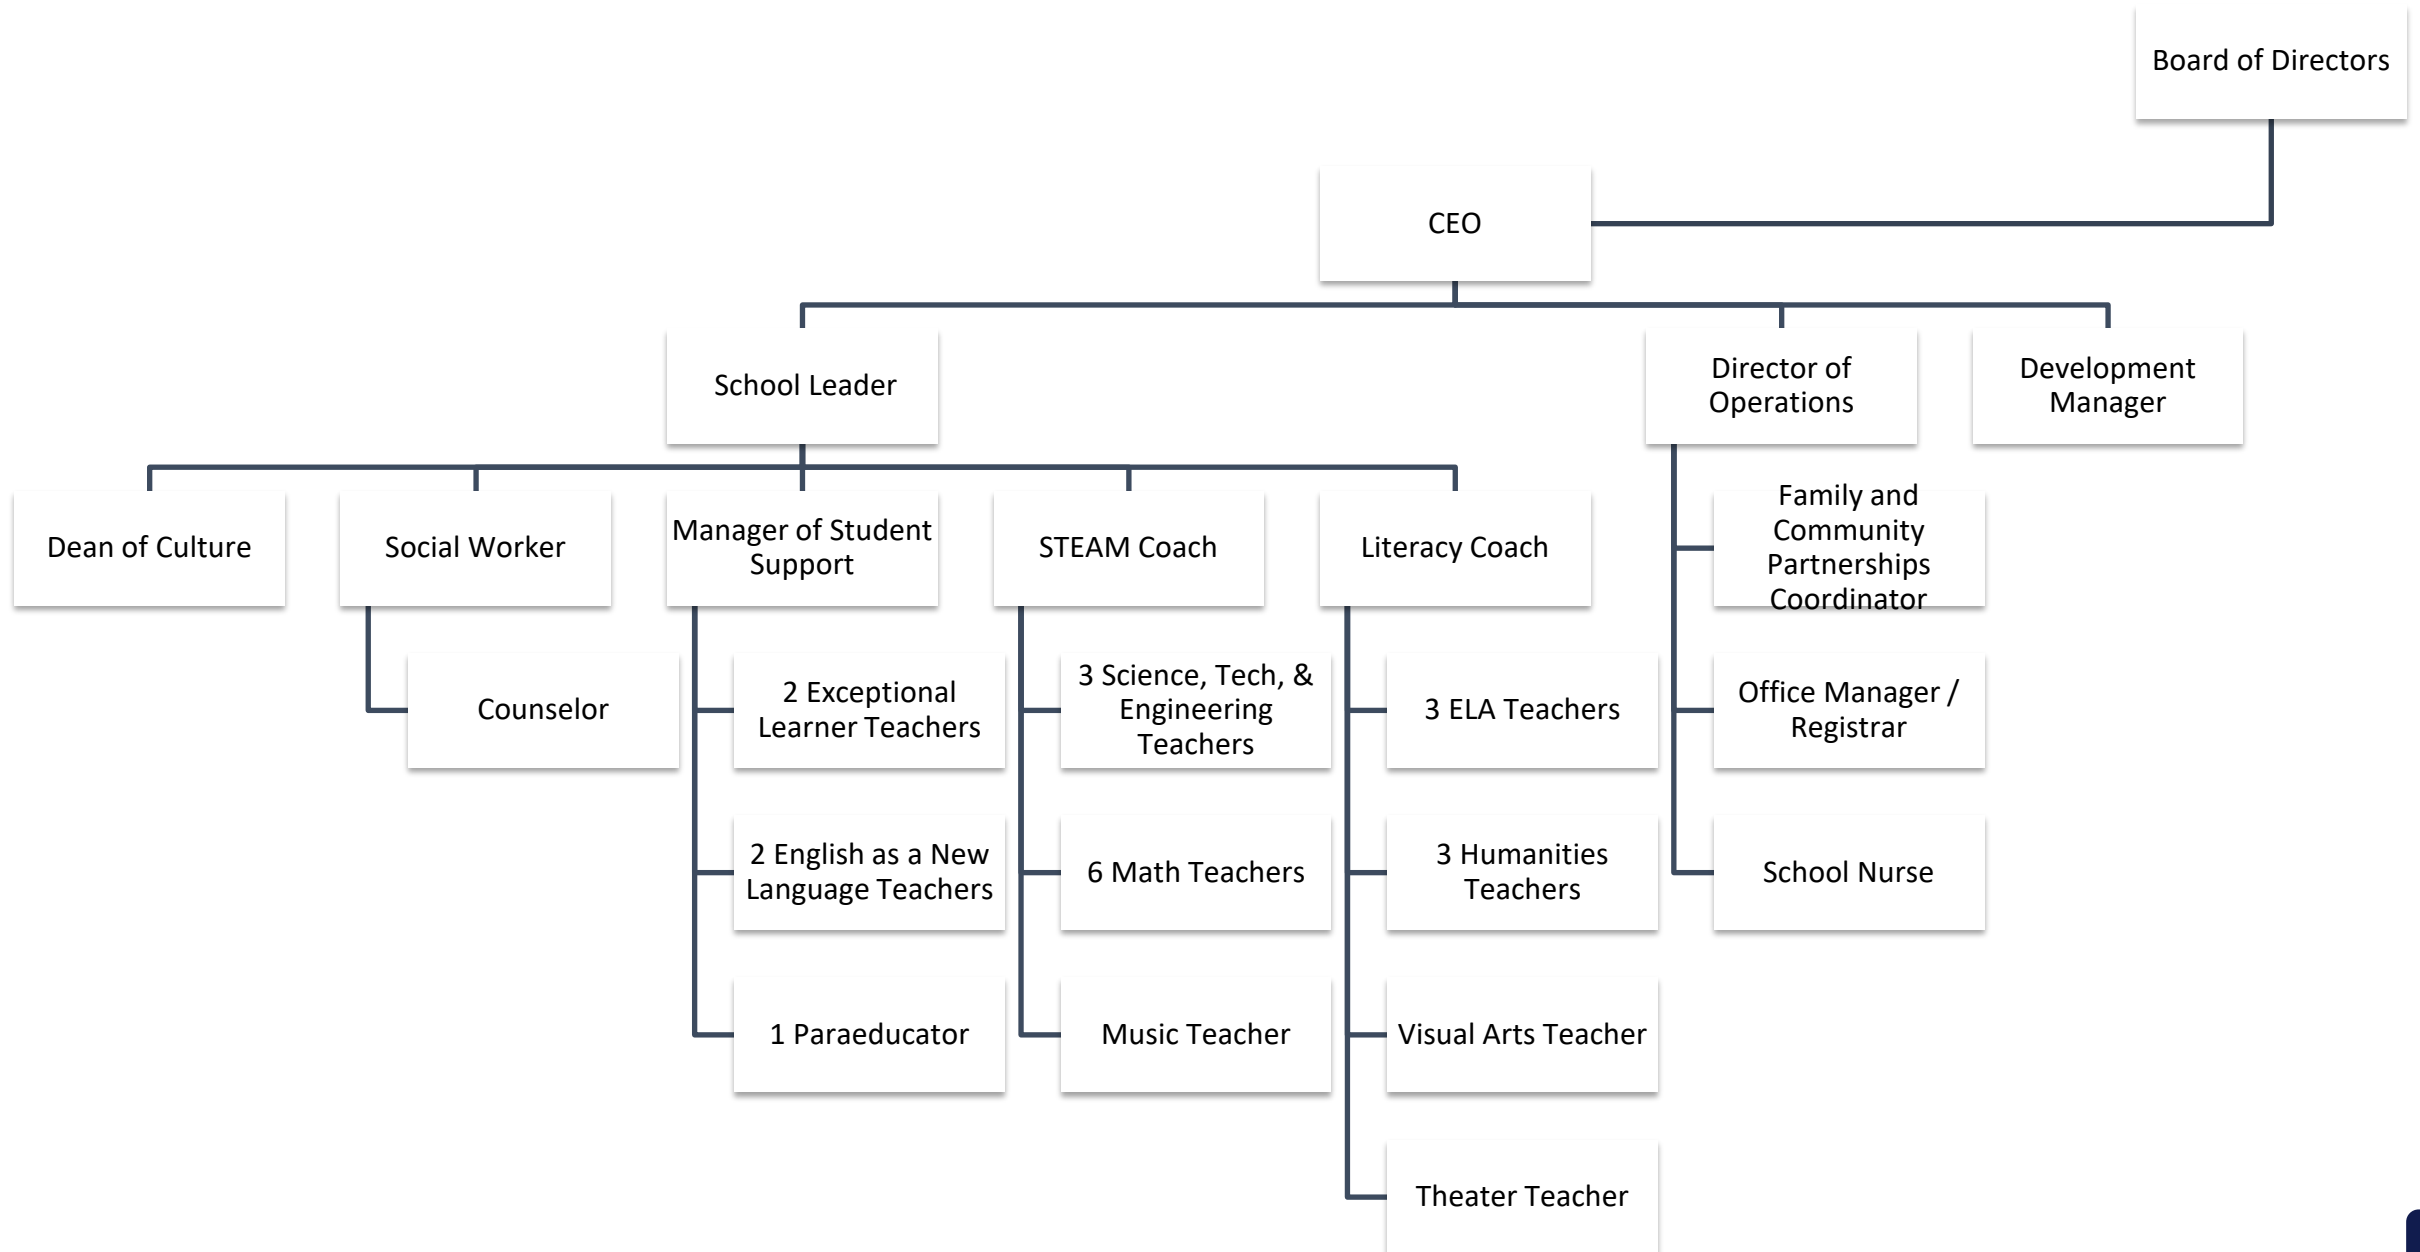 Board of Directors
CEO
School Leader
Director of
Operations
Development
Manager
Dean of Culture
Social Worker
Manager of Student
Support
STEAM Coach
Literacy Coach
Family and
Community
Partnerships
Coordinator
Counselor
2 Exceptional
Learner Teachers
3 Science, Tech, &
Engineering
Teachers
3 ELA Teachers
Office Manager /
Registrar
2 English as a New
Language Teachers
6 Math Teachers
3 Humanities
Teachers
School Nurse
1 Paraeducator
Music Teacher
Visual Arts Teacher
Theater Teacher